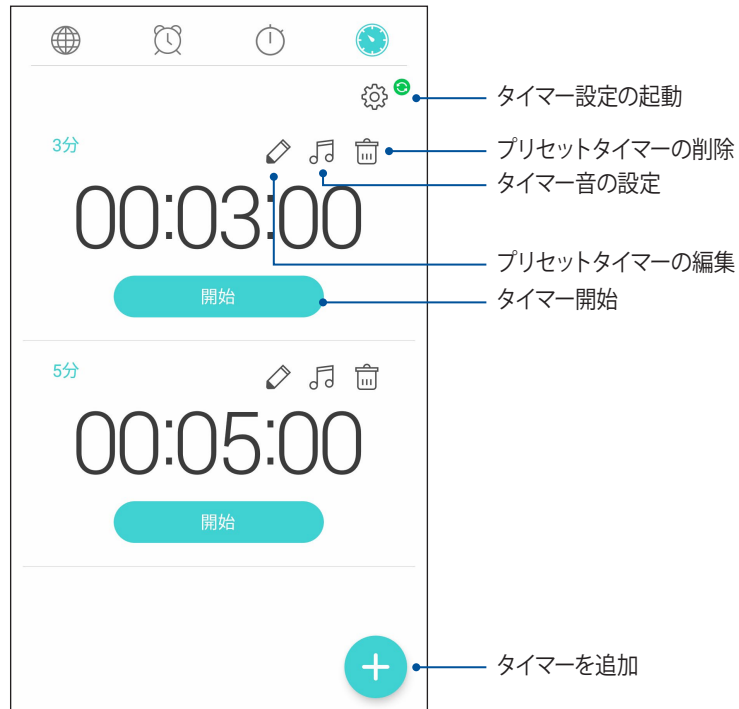 タイマー設定の起動
3分
プリセットタイマーの削除
タイマー音の設定
00:03:00
プリセットタイマーの編集
開始
タイマー開始
5分
00:05:00
開始
タイマーを追加